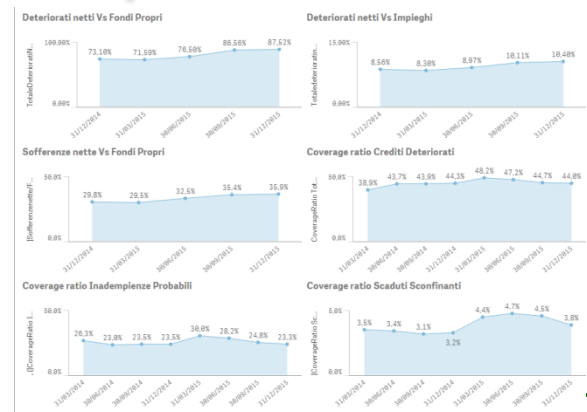 Deteriorati netti Vs Fondi Propri
TotaleDeterioratiN...
100,00%
0,00%
73,10% 71,59% 76,50% 86,56% 87,52%
31/12/2014 31/03/2015 30/06/2015 30/09/2015 31/12/2015
Deteriorati netti Vs Impieghi
Totaledeterioratin...
15,00%
0,00%
8,56% 8,30% 8,97% 10,11% 10,40%
31/12/2014 31/03/2015 30/06/2015 30/09/2015 31/12/2015
Sofferenze nette Vs Fondi Propri
|Sofferenzenette/F...
50,0%
0,0%
29,8% 29,5% 32,5% 35,4% 35,9%
31/12/2014 31/03/2015 30/06/2015 30/09/2015 31/12/2015
Coverage ratio Crediti Deteriorati
CoverageRatio Tot...
50,0%
0,0%
38,9% 43,7% 43,9% 44,3% 48,2% 47,2% 44,7% 44,0%
31/03/2014 30/06/2014 30/09/2014 31/12/2014 31/03/2015 30/06/2015 30/09/2015 31/12/2015
Coverage ratio Inadempienze Probabili
, ((CoverageRatio I...
50,0%
0,0%
26,3% 23,0% 23,5% 23,5% 30,0% 28,2% 24,8% 23,3%
31/03/2014 30/06/2014 30/09/2014 31/12/2014 31/03/2015 30/06/2015 30/09/2015 31/12/2015
Coverage ratio Scaduti Sconfinanti
|CoverageRatio Sc...
5,0%
0,0%
3,5% 3,4% 3,1% 3,2% 4,4% 4,7% 4,5% 3,8%
31/03/2014 30/06/2014 30/09/2014 31/12/2014 31/03/2015 30/06/2015 30/09/2015 31/12/2015